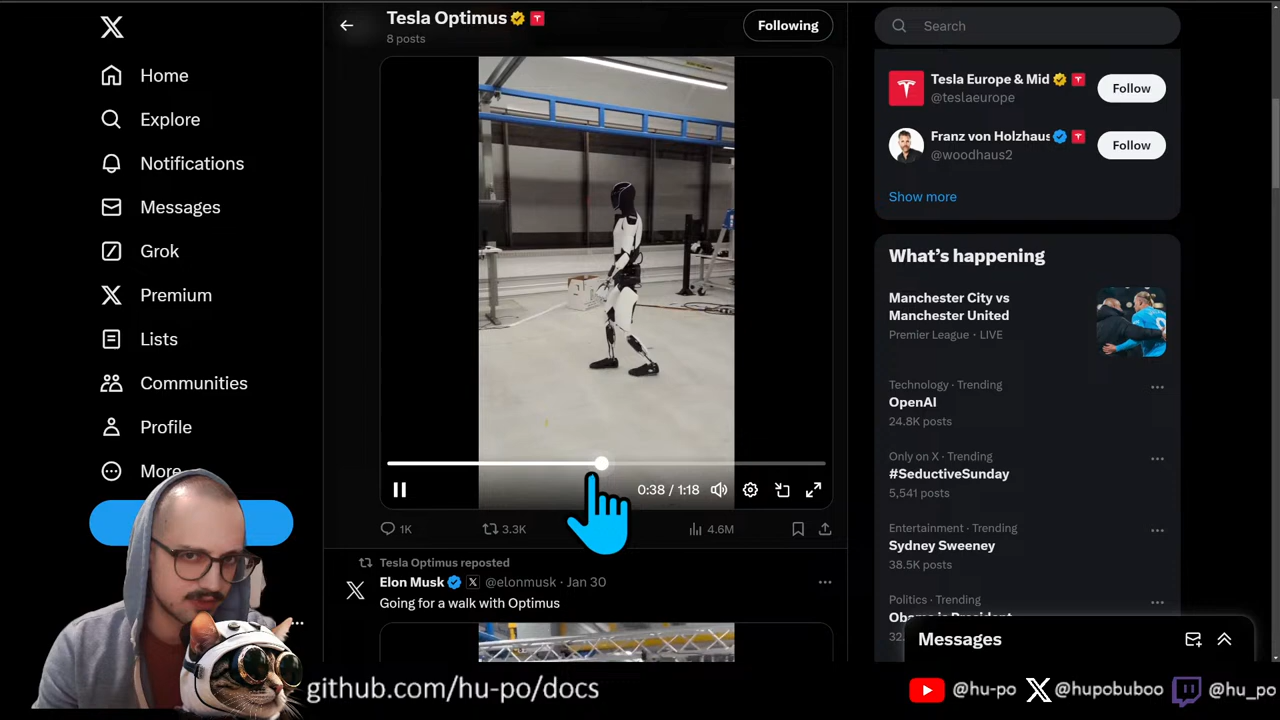 Home
Explore
Notifications
Messages
Grok
Premium
Lists
Communities
Profile
More
Tesla Optimus
8 posts
Following
0:38 / 1:18
1K
3.3K
4.6M
Tesla Optimus reposted
Elon Musk @elonmusk · Jan 30
Going for a walk with Optimus
Search
Tesla Europe & Mid
@teslaeurope
Follow
Franz von Holzhaus
@woodhaus2
Follow
Show more
What's happening
Manchester City vs
Manchester United
Premier League · LIVE
Technology · Trending
OpenAI
24.8K posts
Only on X · Trending
#SeductiveSunday
5,541 posts
Entertainment · Trending
Sydney Sweeney
38.5K posts
Politics · Trending
Obama is President
32
Messages
github.com/hu-po/docs
@hu-po
@hupobuboo
@hu_po